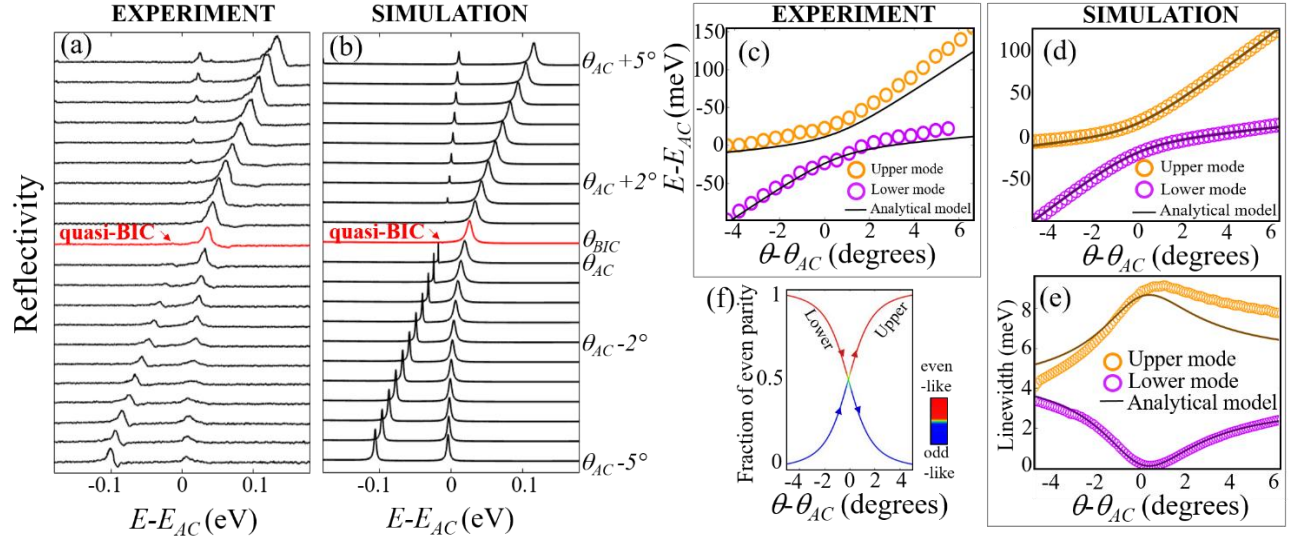 EXPERIMENT
SIMULATION
(a)
(b)
Reflectivity
quasi-BIC
quasi-BIC
θAC +5°
θAC +2°
θBIC
θAC
θAC -2°
θAC -5°
-0.1
0
0.1
-0.1
0
0.1
E-EAC (eV)
E-EAC (eV)
EXPERIMENT
SIMULATION
(c)
E-EAC (meV)
150
100
-50
0
-50
Upper mode
Lower mode
Analytical model
-4
-2
0
2
4
6
θ-θAC (degrees)
(d)
100
50
0
-50
Upper mode
Lower mode
Analytical model
-4
-2
0
2
4
6
θ-θAC (degrees)
(f)
Fraction of even parity
1
0.5
0
Lower
Upper
even
-like
odd
-like
-4
-2
0
2
4
θ-θAC (degrees)
(e)
Linewidth (meV)
8
6
4
2
0
Upper mode
Lower mode
Analytical model
-4
-2
0
2
4
6
θ-θAC (degrees)